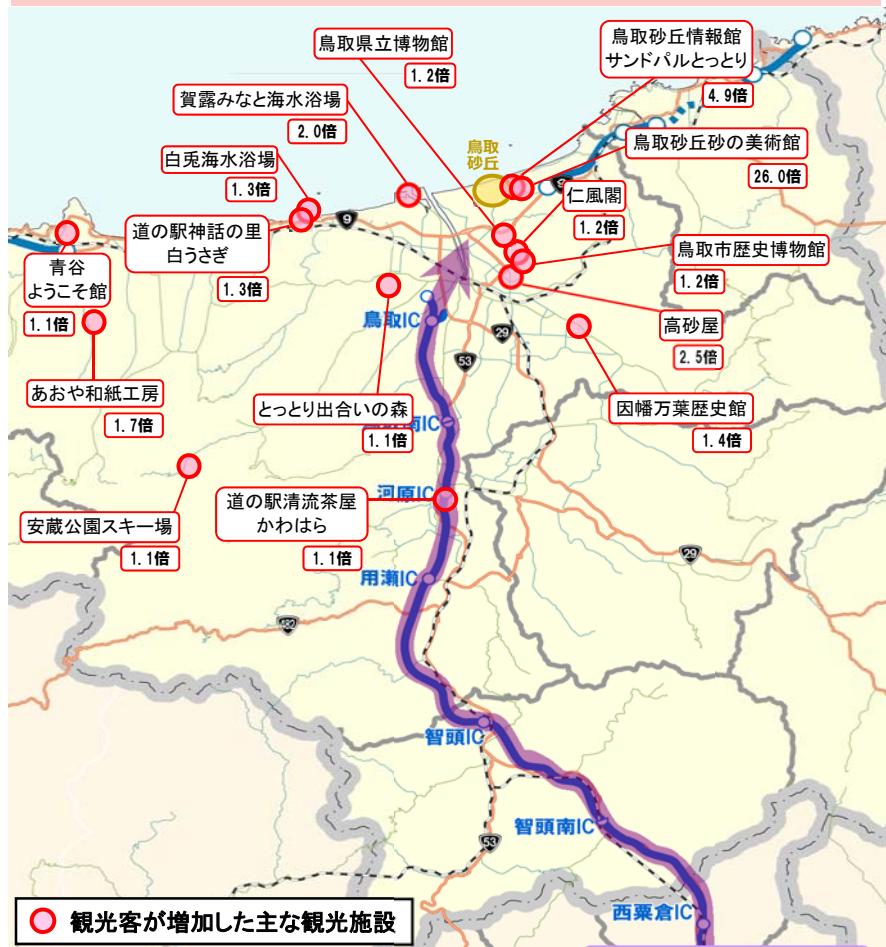 鳥取県立博物館
1.2倍
鳥取砂丘情報館
サンドパルとっとり
4.9倍
賀露みなと海水浴場
2.0倍
鳥取
砂丘
鳥取砂丘砂の美術館
26.0倍
白兎海水浴場
1.3倍
9
仁風閣
1.2倍
9
道の駅神話の里
白うさぎ
1.3倍
鳥取市歴史博物館
1.2倍
青谷
ようこそ館
1.1倍
高砂屋
2.5倍
鳥取IC
29
53
あおや和紙工房
1.7倍
とっとり出合いの森
1.1倍
南IC
因幡万葉歴史館
1.4倍
河原IC
道の駅清流茶屋
かわはら
1.1倍
安蔵公園スキー場
1.1倍
29
用瀬IC
482
智頭IC
智頭南IC
53
西粟倉IC
観光客が増加した主な観光施設